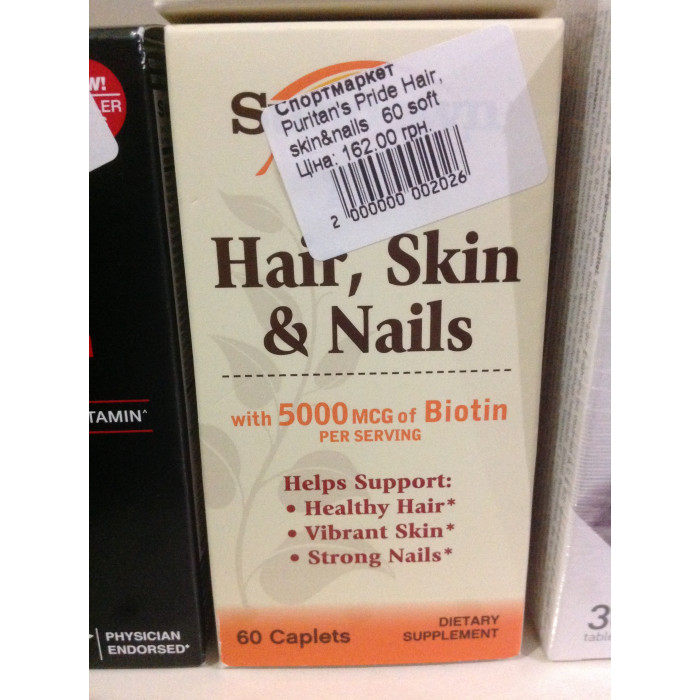 Спортмаркет
Puritan's Pride Hair,
skin&nails 60 soft
Ціна: 162.00 грн.
2 000000 002026
Hair, Skin
& Nails
with 5000 MCG of Biotin
PER SERVING
Helps Support:
• Healthy Hair*
• Vibrant Skin*
• Strong Nails*
60 Caplets
DIETARY
SUPPLEMENT
PHYSICIAN
ENDORSED*